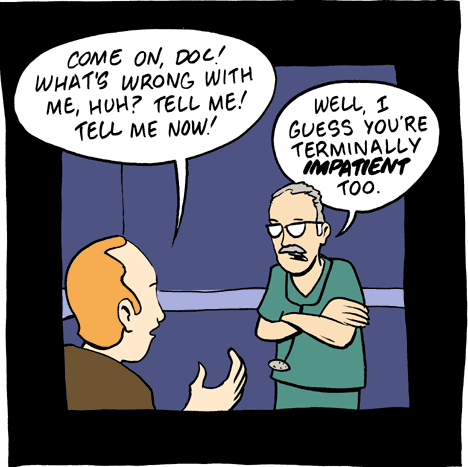 COME ON, DOC!
WHAT'S WRONG WITH
ME, HUH? TELL ME!
TELL ME NOW!
WELL, I
GUESS YOU'RE
TERMINALLY
IMPATIENT
TOO.